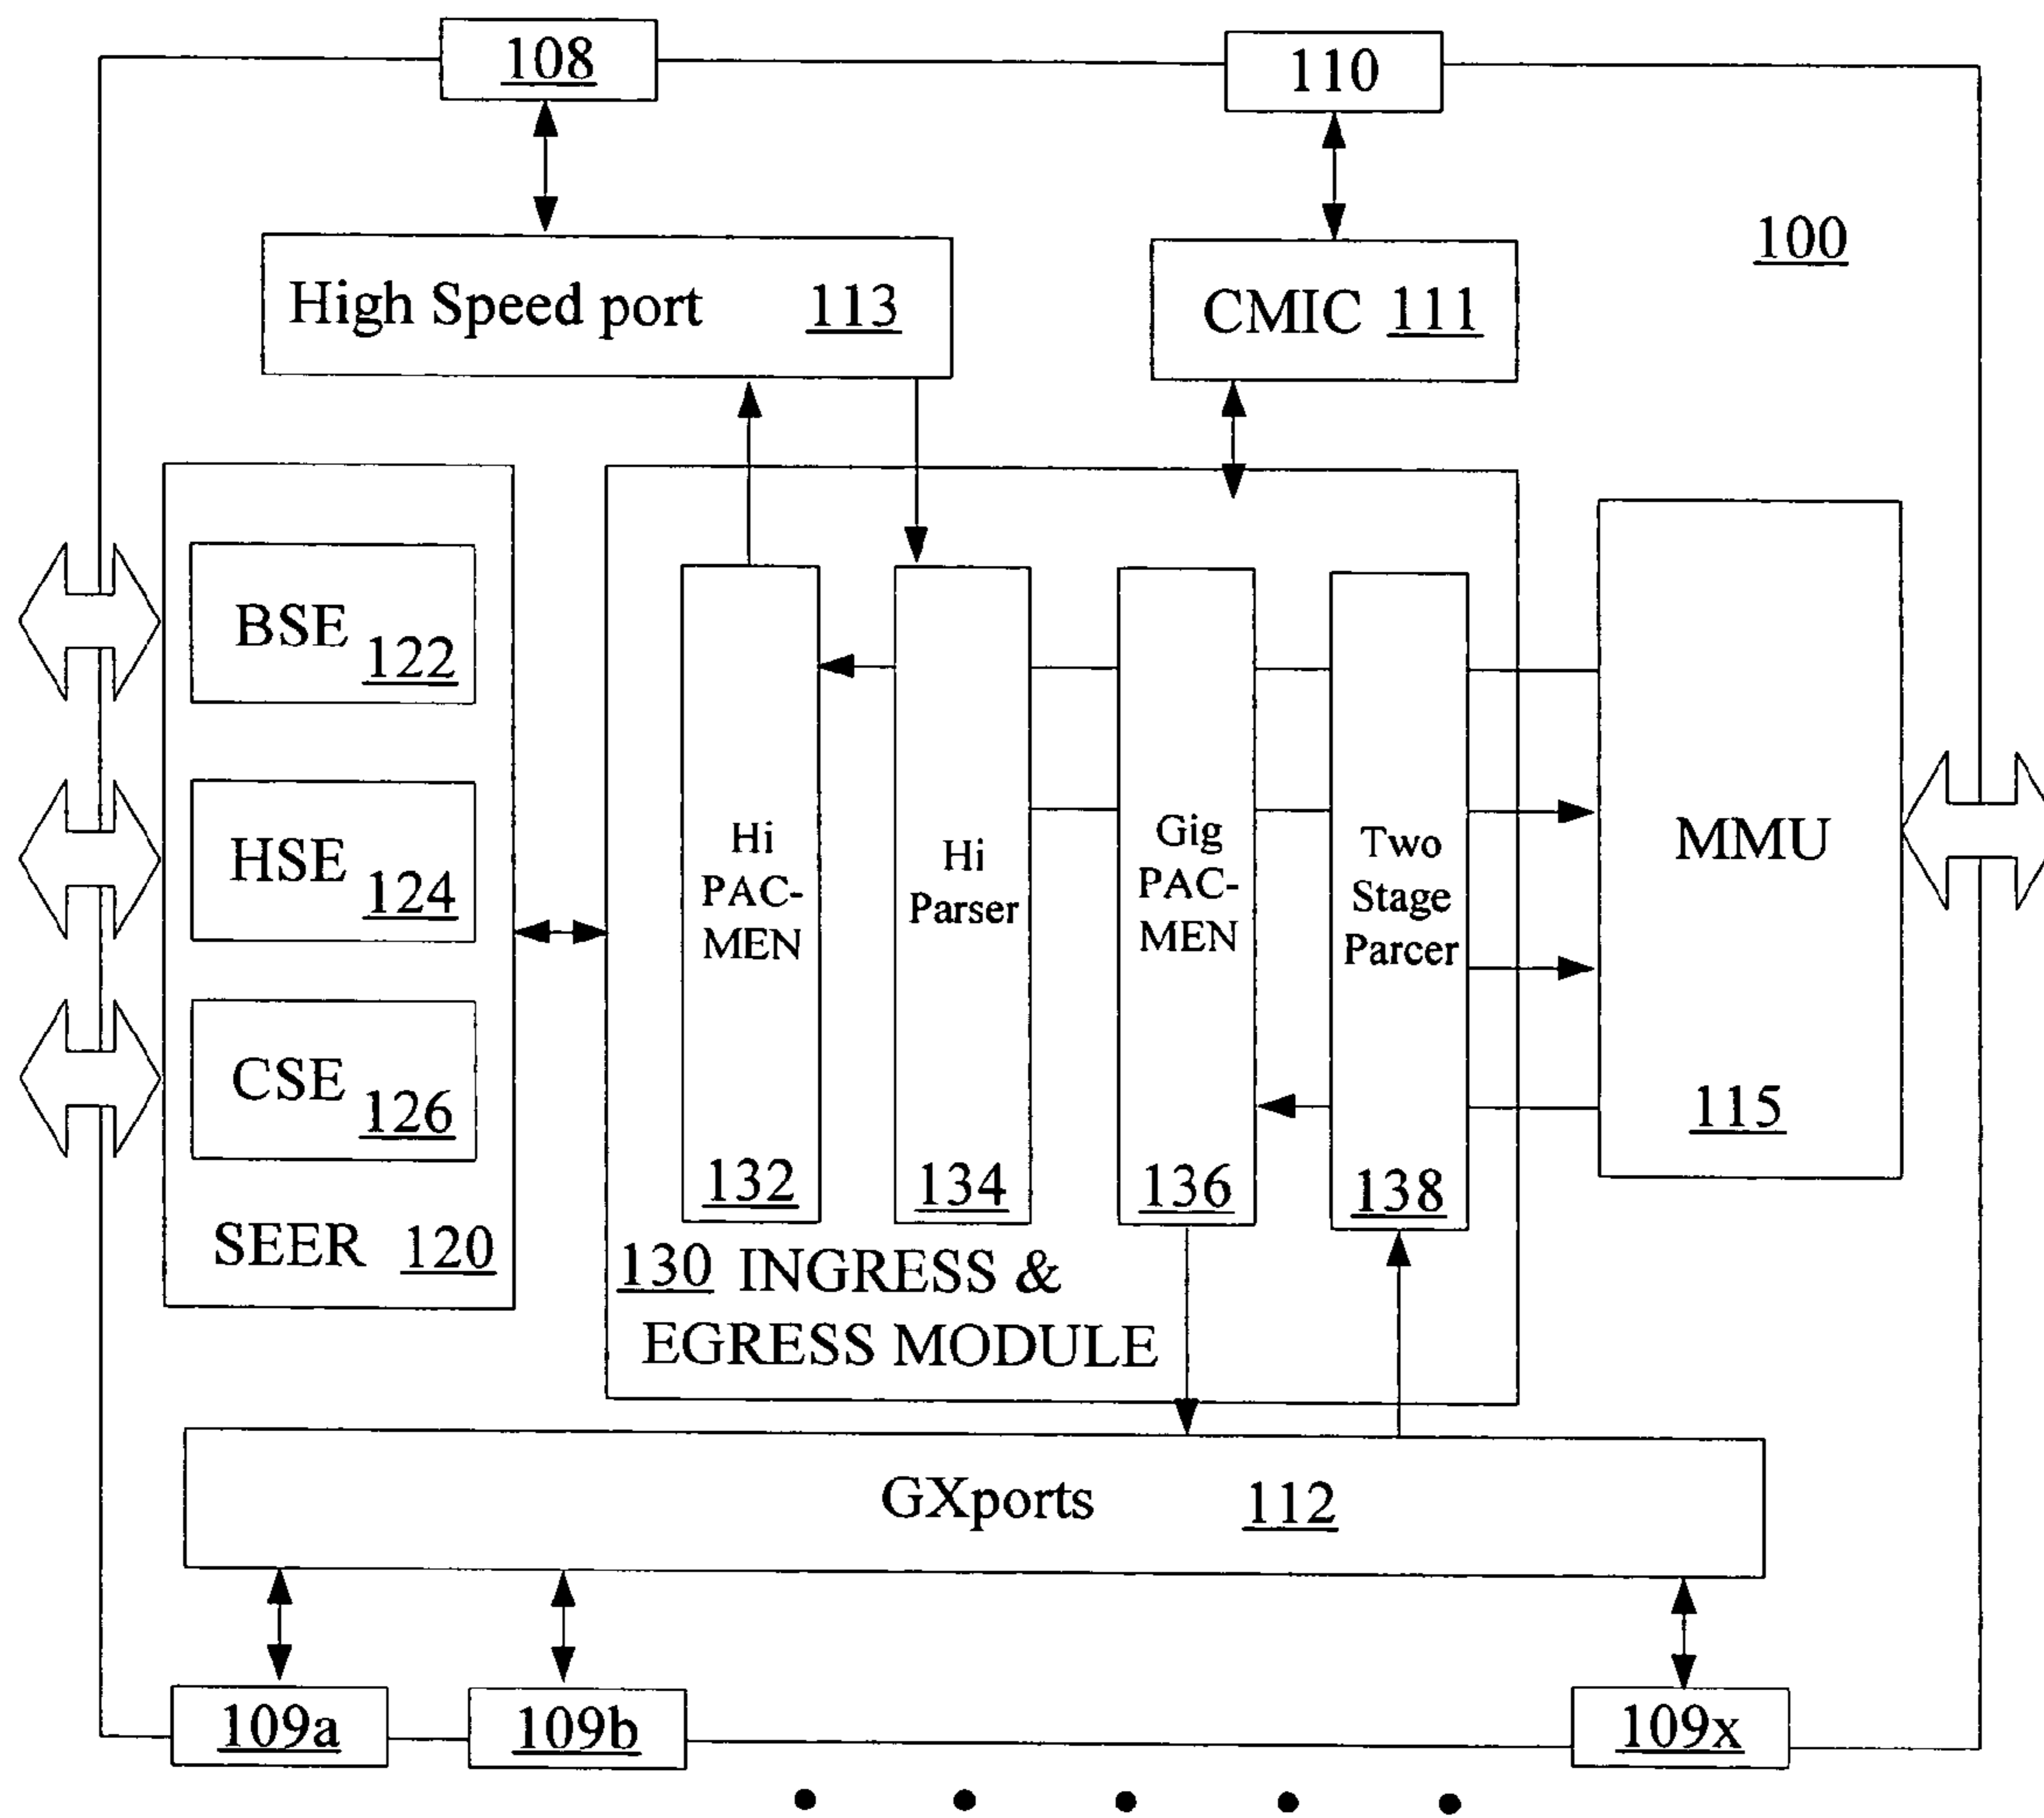 108
110
100
High Speed port 113
CMIC 111
BSE 122
HSE 124
CSE 126
SEER 120
Hi
PAC-
MEN
132
Hi
Parser
134
Gig
PAC-
MEN
136
Two
Stage
Parcer
138
130 INGRESS &
EGRESS MODULE
MMU
115
GXports 112
109a
109b
109x